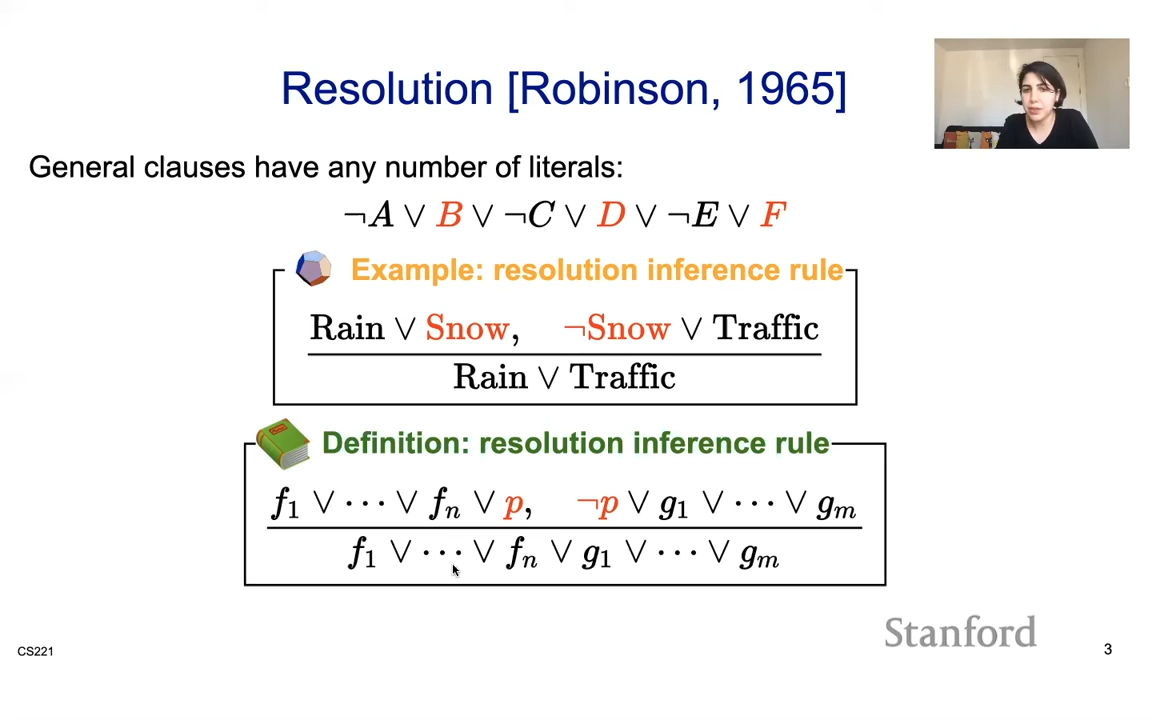 Resolution [Robinson, 1965]
General clauses have any number of literals:
¬A ∨ B ∨ ¬C ∨ D ∨ ¬E ∨ F
Example: resolution inference rule
Rain ∨ Snow, ¬Snow ∨ Traffic
Rain ∨ Traffic
Definition: resolution inference rule
f₁ ∨ ⋯ ∨ fₙ ∨ p, ¬p ∨ g₁ ∨ ⋯ ∨ gₘ
f₁ ∨ ⋯ ∨ fₙ ∨ g₁ ∨ ⋯ ∨ gₘ
Stanford
CS221
3